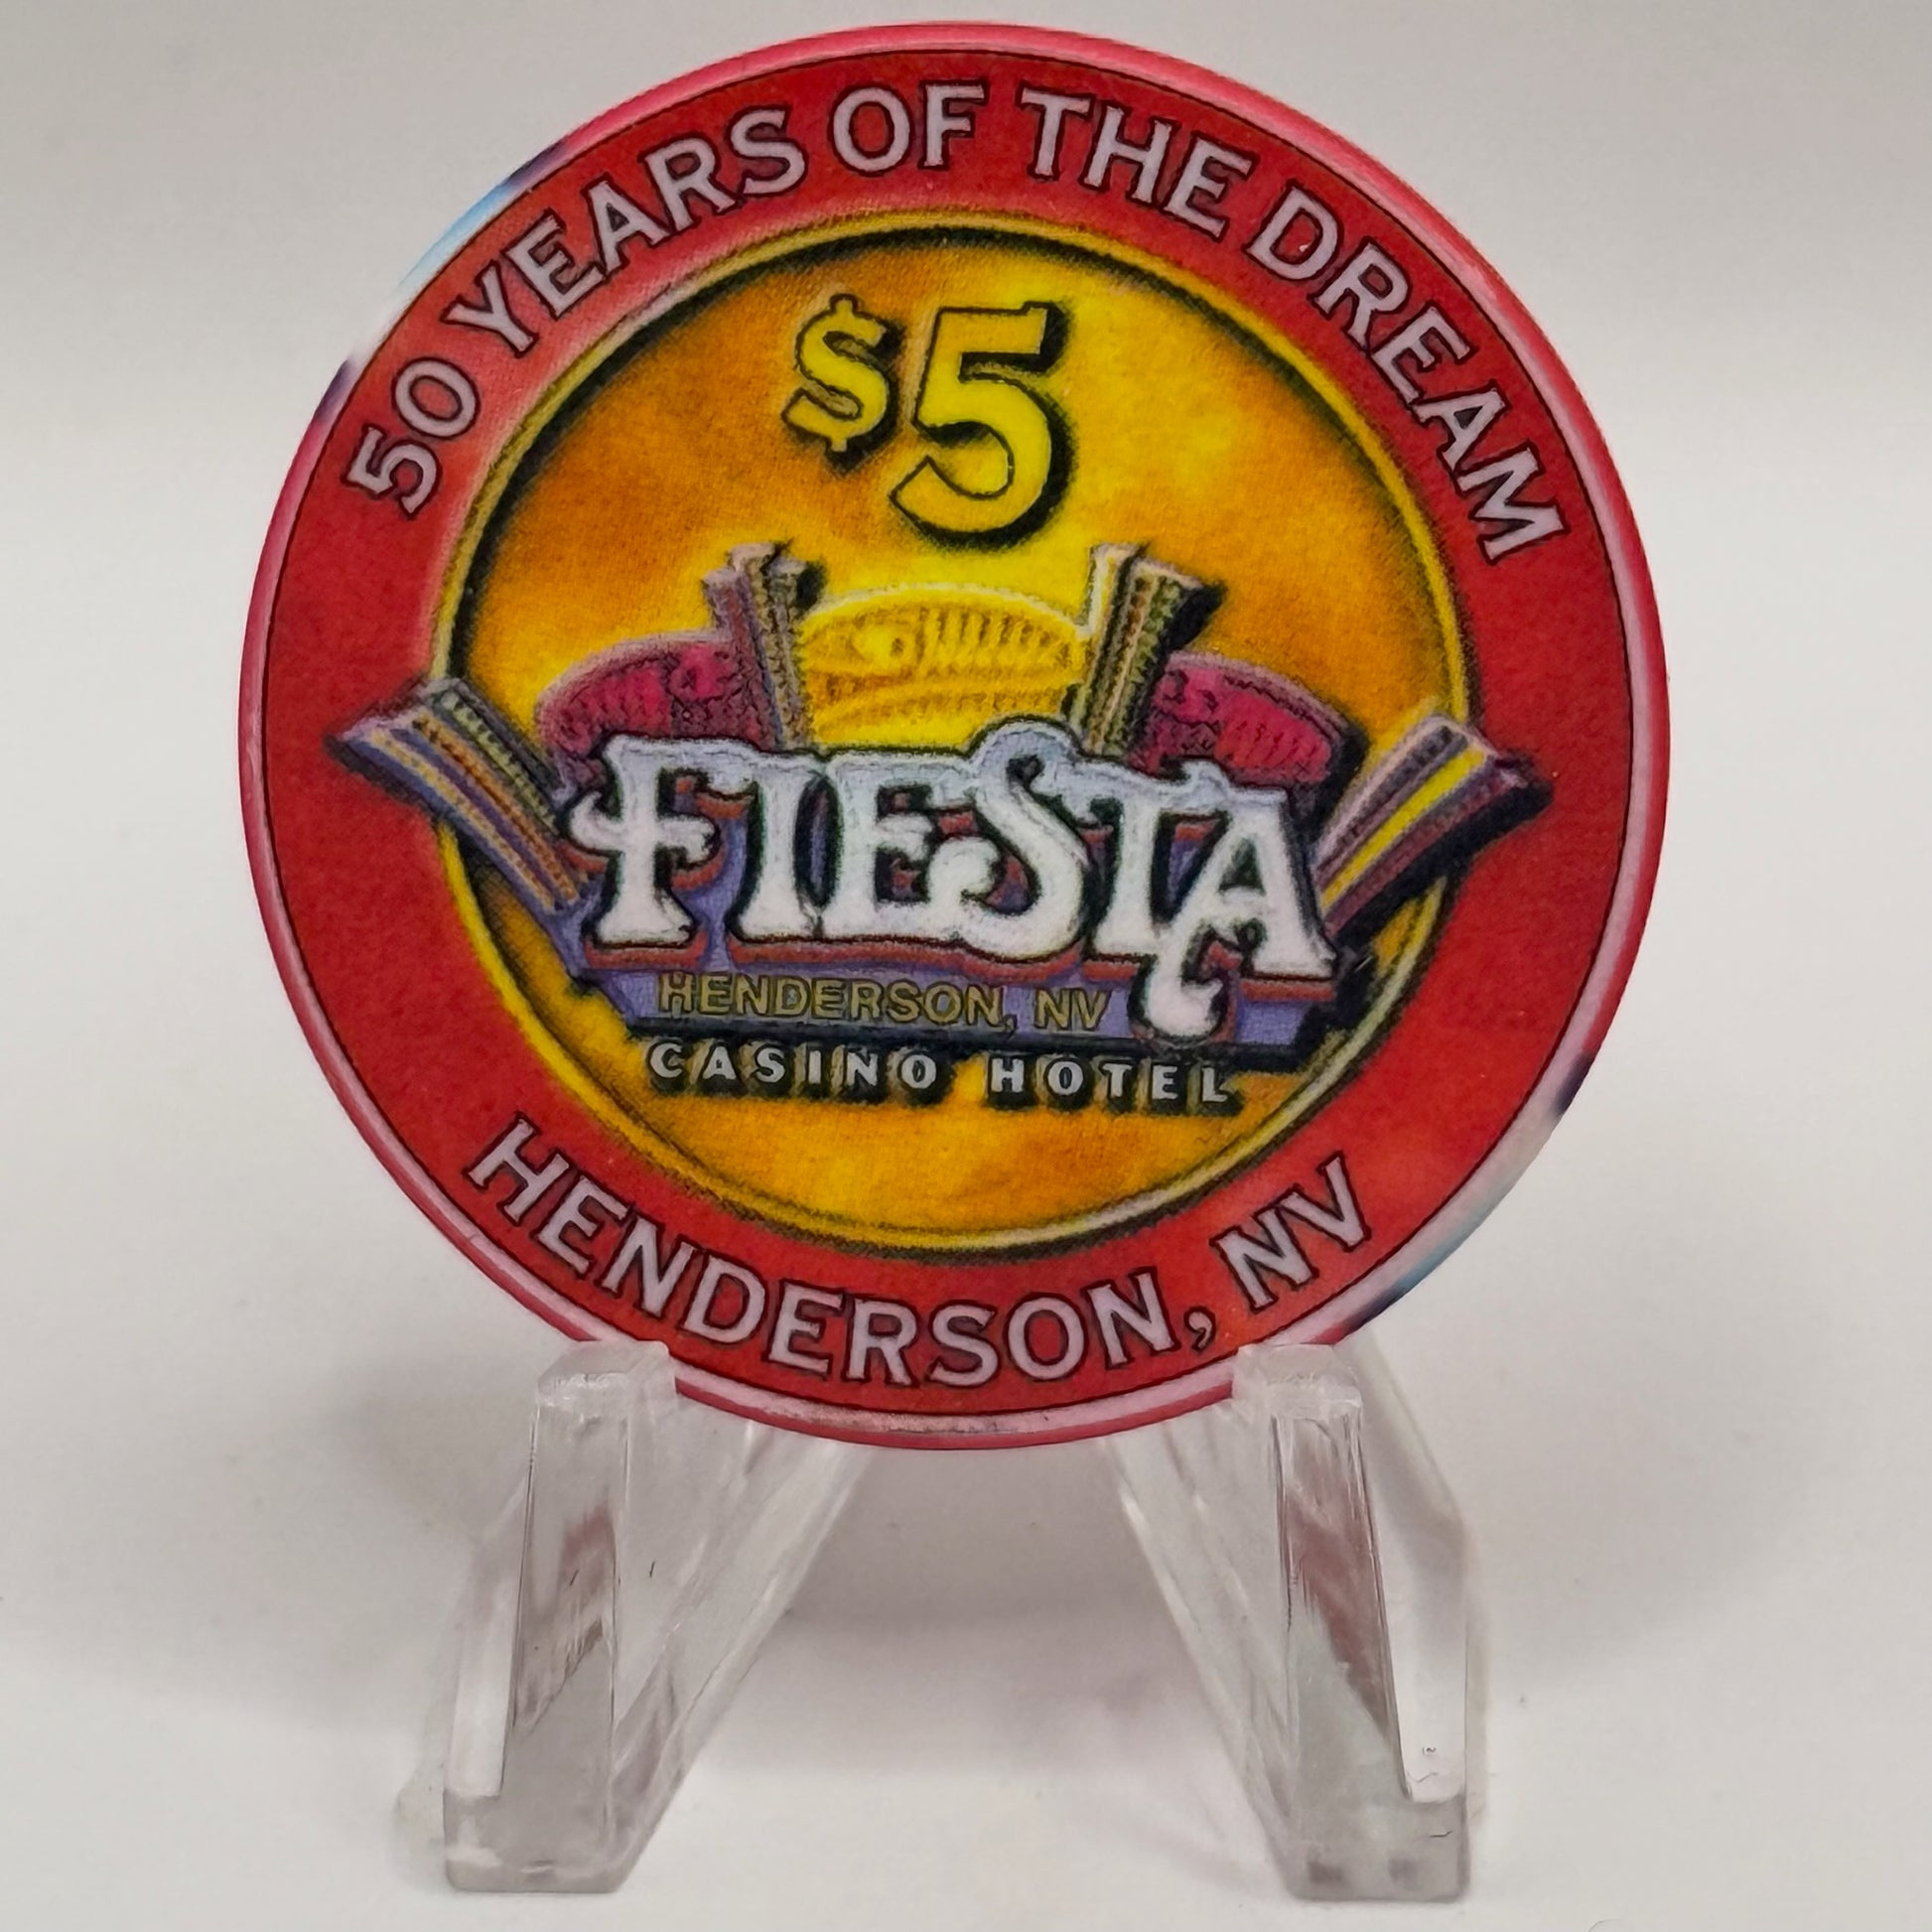 50 YEARS OF THE DREAM
$5
FIESTA
HENDERSON, NV
CASINO HOTEL
HENDERSON, NV